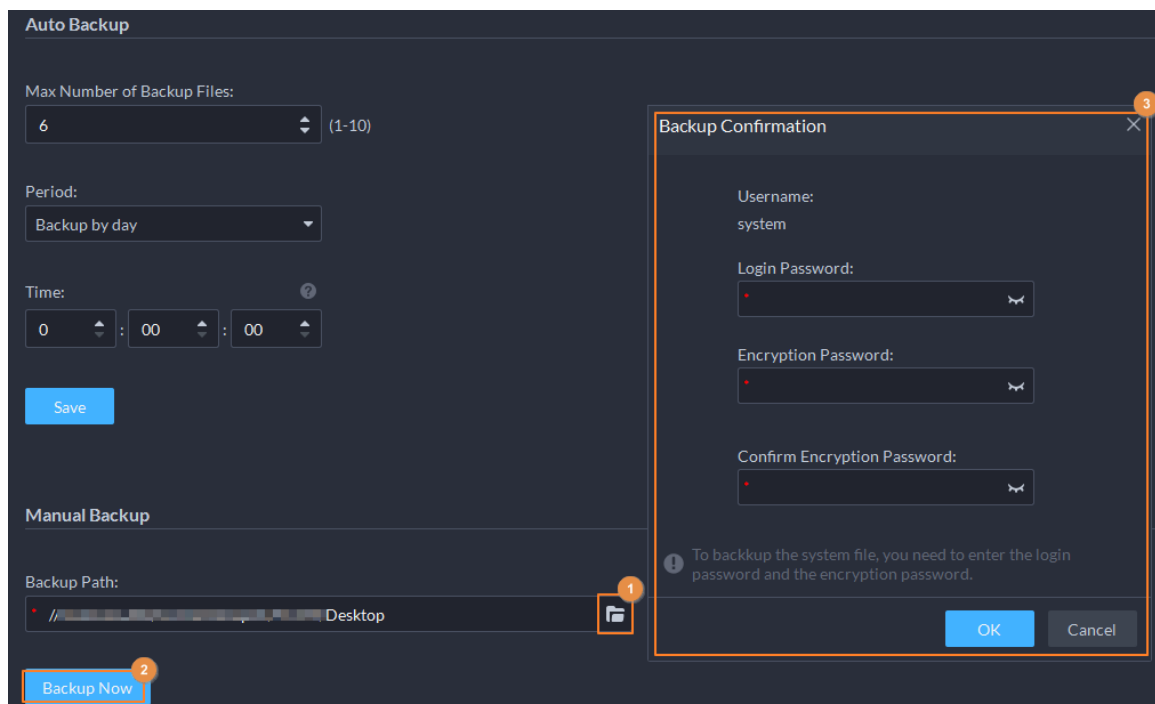 Auto Backup
Max Number of Backup Files:
6 (1-10)
Period:
Backup by day
Time: ?
0 : 00 : 00
Save
Manual Backup
Backup Path:
* // Desktop
1
2
Backup Now
3
Backup Confirmation
Username:
system
Login Password:
*
Encryption Password:
*
Confirm Encryption Password:
*
To backkup the system file, you need to enter the login
password and the encryption password.
OK Cancel